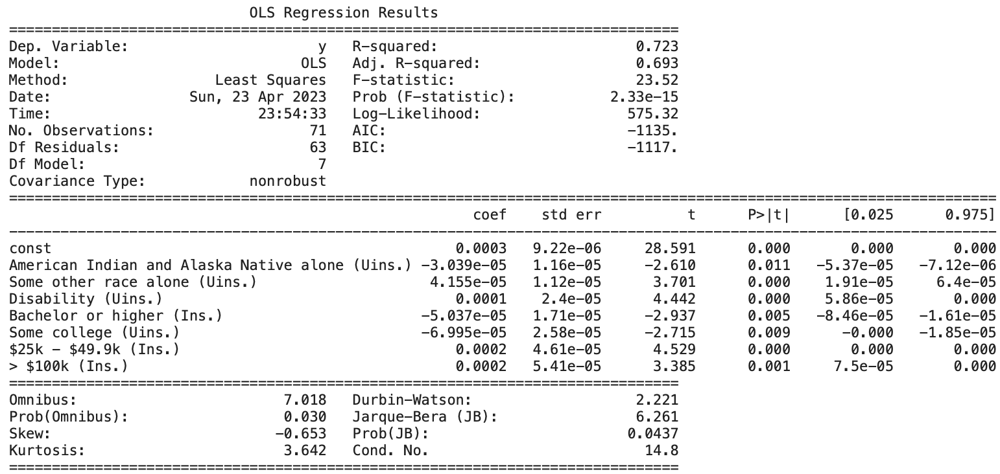 OLS Regression Results
==============================================================================
Dep. Variable:                      y   R-squared:                       0.723
Model:                            OLS   Adj. R-squared:                  0.693
Method:                 Least Squares   F-statistic:                     23.52
Date:                Sun, 23 Apr 2023   Prob (F-statistic):           2.33e-15
Time:                        23:54:33   Log-Likelihood:                 575.32
No. Observations:                  71   AIC:                            -1135.
Df Residuals:                      63   BIC:                            -1117.
Df Model:                           7
Covariance Type:            nonrobust
===================================================================================================================
coef    std err          t      P>|t|      [0.025      0.975]
-------------------------------------------------------------------------------------------------------------------
const                                                0.0003   9.22e-06     28.591      0.000       0.000       0.000
American Indian and Alaska Native alone (Uins.) -3.039e-05   1.16e-05     -2.610      0.011   -5.37e-05   -7.12e-06
Some other race alone (Uins.)                    4.155e-05   1.12e-05      3.701      0.000    1.91e-05     6.4e-05
Disability (Uins.)                                  0.0001    2.4e-05      4.442      0.000    5.86e-05       0.000
Bachelor or higher (Ins.)                       -5.037e-05   1.71e-05     -2.937      0.005   -8.46e-05   -1.61e-05
Some college (Uins.)                            -6.995e-05   2.58e-05     -2.715      0.009      -0.000   -1.85e-05
$25k - $49.9k (Ins.)                                0.0002   4.61e-05      4.529      0.000       0.000       0.000
> $100k (Ins.)                                      0.0002   5.41e-05      3.385      0.001     7.5e-05       0.000
==============================================================================
Omnibus:                        7.018   Durbin-Watson:                   2.221
Prob(Omnibus):                  0.030   Jarque-Bera (JB):                6.261
Skew:                          -0.653   Prob(JB):                       0.0437
Kurtosis:                       3.642   Cond. No.                         14.8
==============================================================================